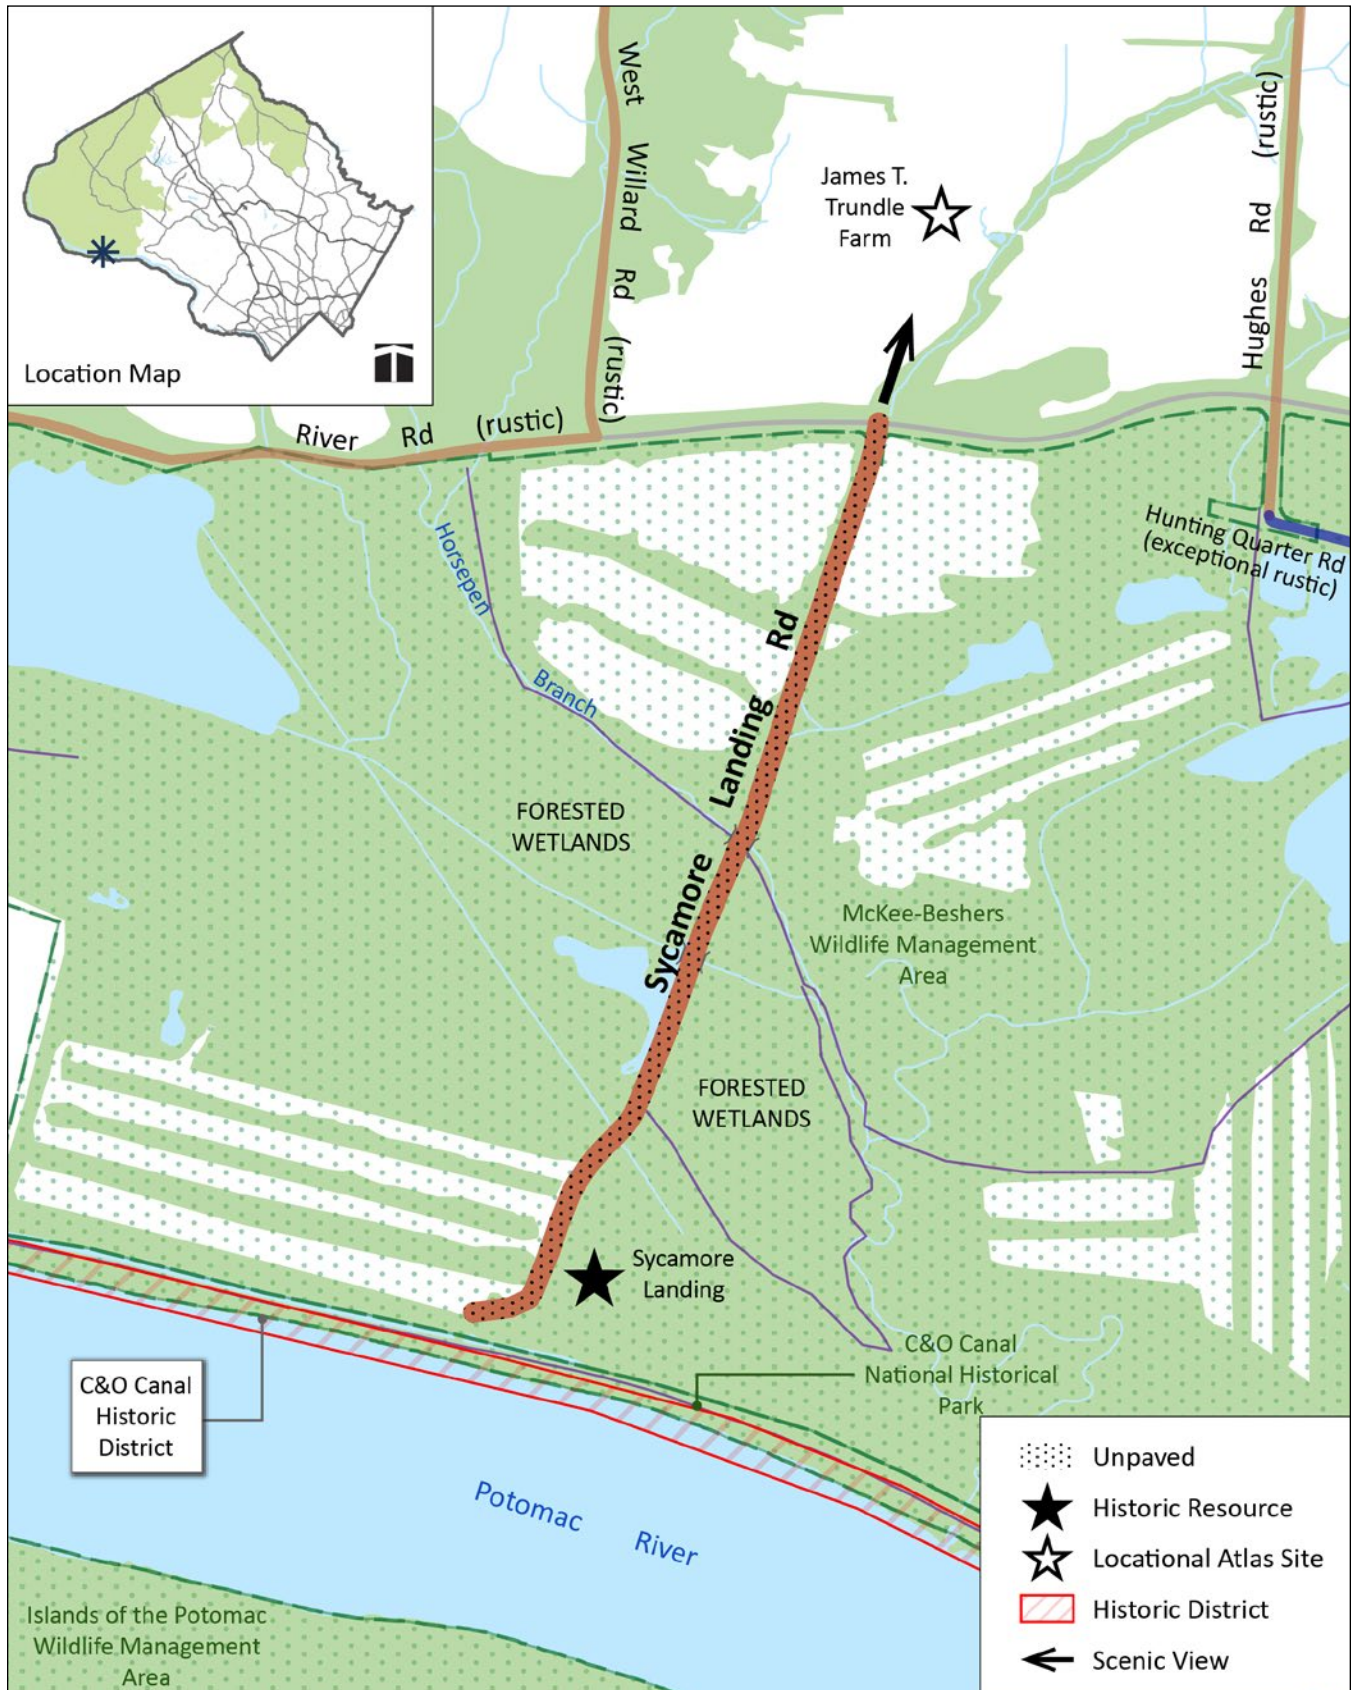 Location Map
West Willard Rd (rustic)
James T.
Trundle
Farm
Hughes Rd (rustic)
River Rd (rustic)
Hunting Quarter Rd
(exceptional rustic)
Horsepen Branch
Sycamore Landing Rd
FORESTED
WETLANDS
McKee-Beshers
Wildlife Management
Area
FORESTED
WETLANDS
Sycamore
Landing
C&O Canal
National Historical
Park
C&O Canal
Historic
District
Potomac River
Islands of the Potomac
Wildlife Management
Area
Unpaved
Historic Resource
Locational Atlas Site
Historic District
Scenic View